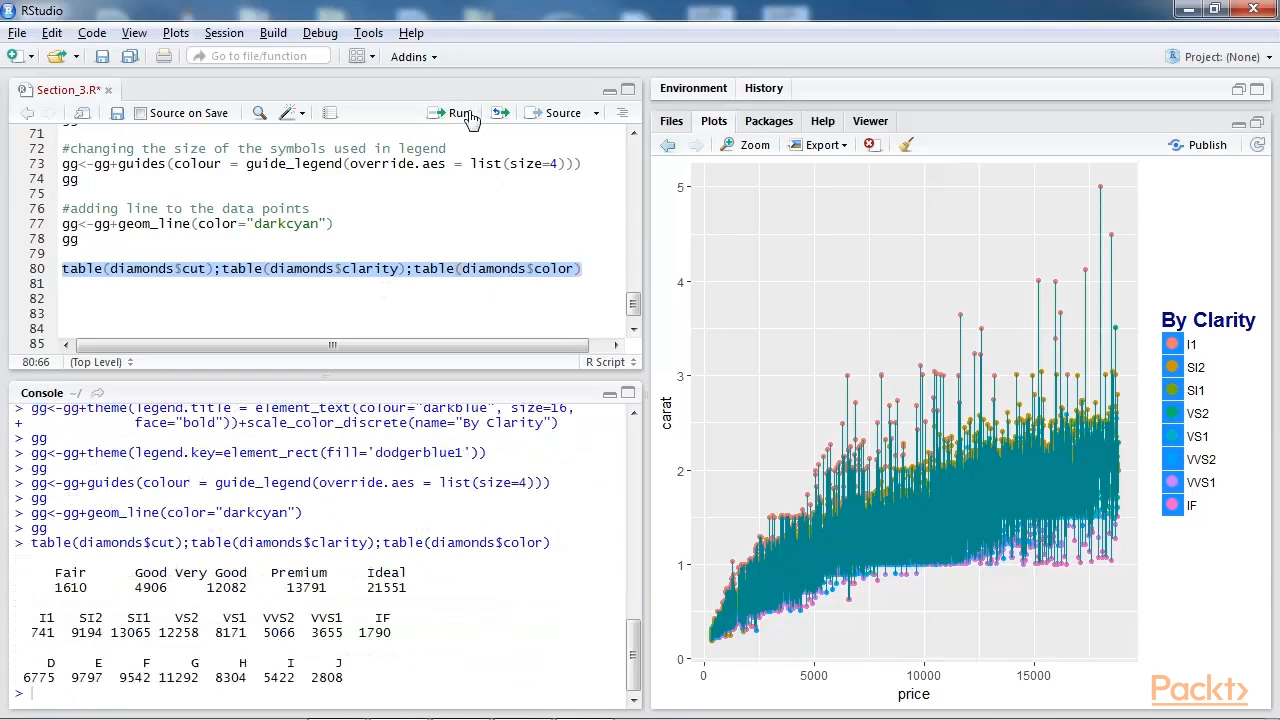 RStudio
File Edit Code View Plots Session Build Debug Tools Help
Go to file/function Addins Project: (None)
Section_3.R* Environment History
Source on Save Run Source
Files Plots Packages Help Viewer
Zoom Export Publish
71 gg
72 #changing the size of the symbols used in legend
73 gg<-gg+guides(colour = guide_legend(override.aes = list(size=4)))
74 gg
75
76 #adding line to the data points
77 gg<-gg+geom_line(color="darkcyan")
78 gg
79
80 table(diamonds$cut);table(diamonds$clarity);table(diamonds$color)
81
82
83
84
85
80:66 (Top Level) R Script
Console ~/
> gg<-gg+theme(legend.title = element_text(colour="darkblue", size=16,
+ face="bold"))+scale_color_discrete(name="By Clarity")
> gg
> gg<-gg+theme(legend.key=element_rect(fill='dodgerblue1'))
> gg
> gg<-gg+guides(colour = guide_legend(override.aes = list(size=4)))
> gg
> gg<-gg+geom_line(color="darkcyan")
> gg
> table(diamonds$cut);table(diamonds$clarity);table(diamonds$color)
Fair Good Very Good Premium Ideal
1610 4906 12082 13791 21551
I1 SI2 SI1 VS2 VS1 VVS2 VVS1 IF
741 9194 13065 12258 8171 5066 3655 1790
D E F G H I J
6775 9797 9542 11292 8304 5422 2808
>
5
4
3
2
1
0
carat
0 5000 10000 15000
price
By Clarity
I1
SI2
SI1
VS2
VS1
VVS2
VVS1
IF
Packt>